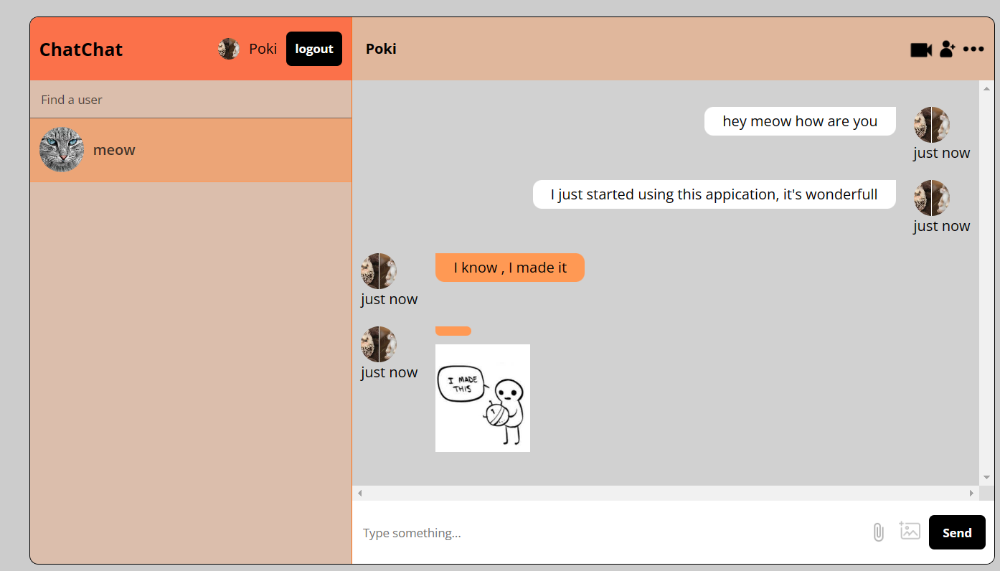 ChatChat
Poki
logout
Poki
Find a user
meow
hey meow how are you
just now
I just started using this appication, it's wonderfull
just now
I know , I made it
just now
just now
I MADE
THIS
Type something...
Send